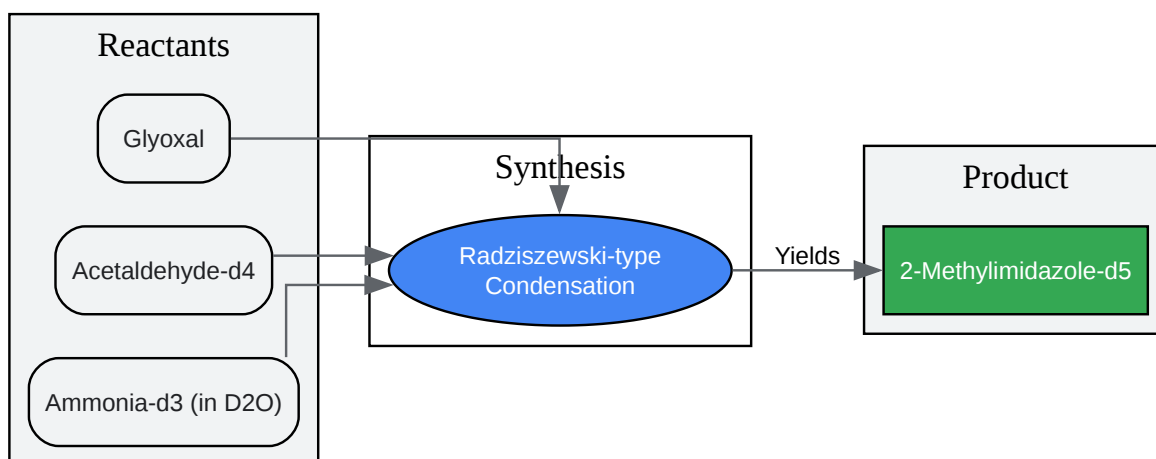 Reactants
Glyoxal
Acetaldehyde-d4
Ammonia-d3 (in D2O)
Synthesis
Radziszewski-type
Condensation
Yields
Product
2-Methylimidazole-d5